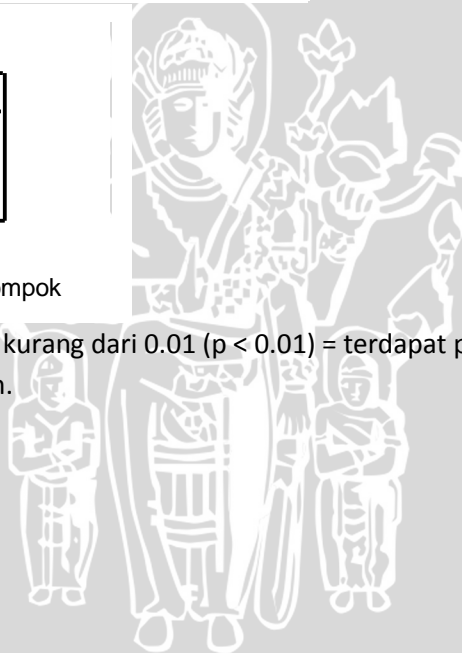 ompok
kurang dari 0.01 (p < 0.01) = terdapat p
n.